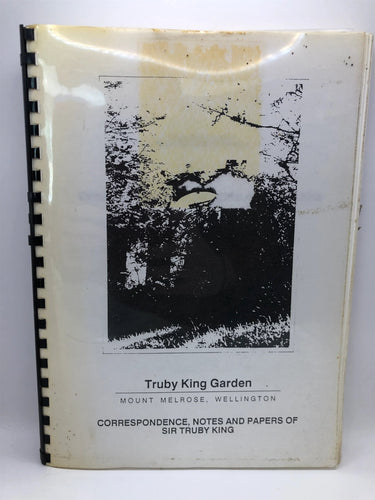 Truby King Garden
MOUNT MELROSE, WELLINGTON
CORRESPONDENCE, NOTES AND PAPERS OF
SIR TRUBY KING